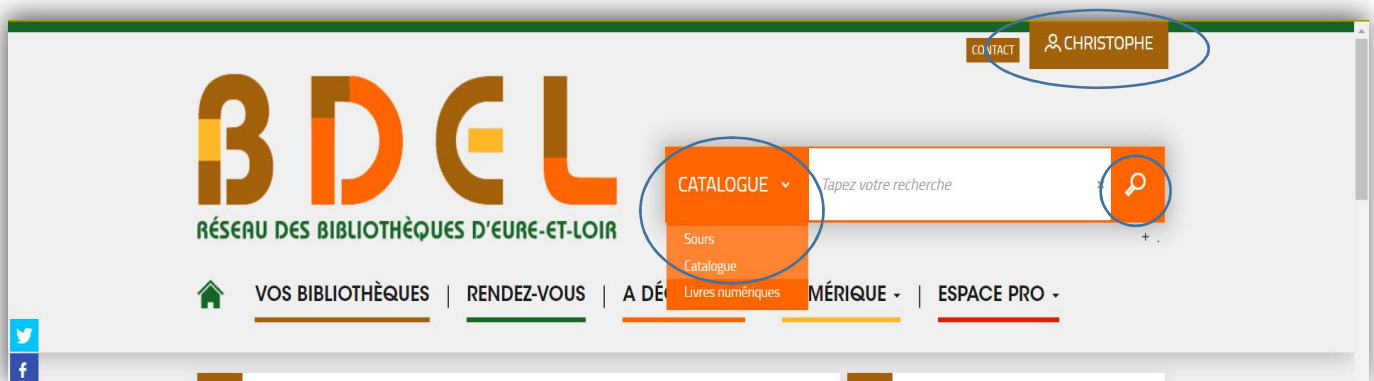 CONTACT
CHRISTOPHE
BDEL
RÉSEAU DES BIBLIOTHÈQUES D'EURE-ET-LOIR
CATALOGUE
Tapez votre recherche
×
Sours
Catalogue
Livres numériques
+ .
VOS BIBLIOTHÈQUES | RENDEZ-VOUS | A DÉ MÉRIQUE | ESPACE PRO